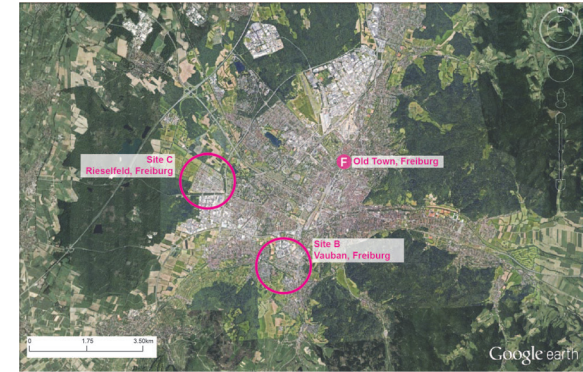 N
Site C
Rieselfeld, Freiburg
F Old Town, Freiburg
Site B
Vauban, Freiburg
0 1.75 3.50km
Google earth